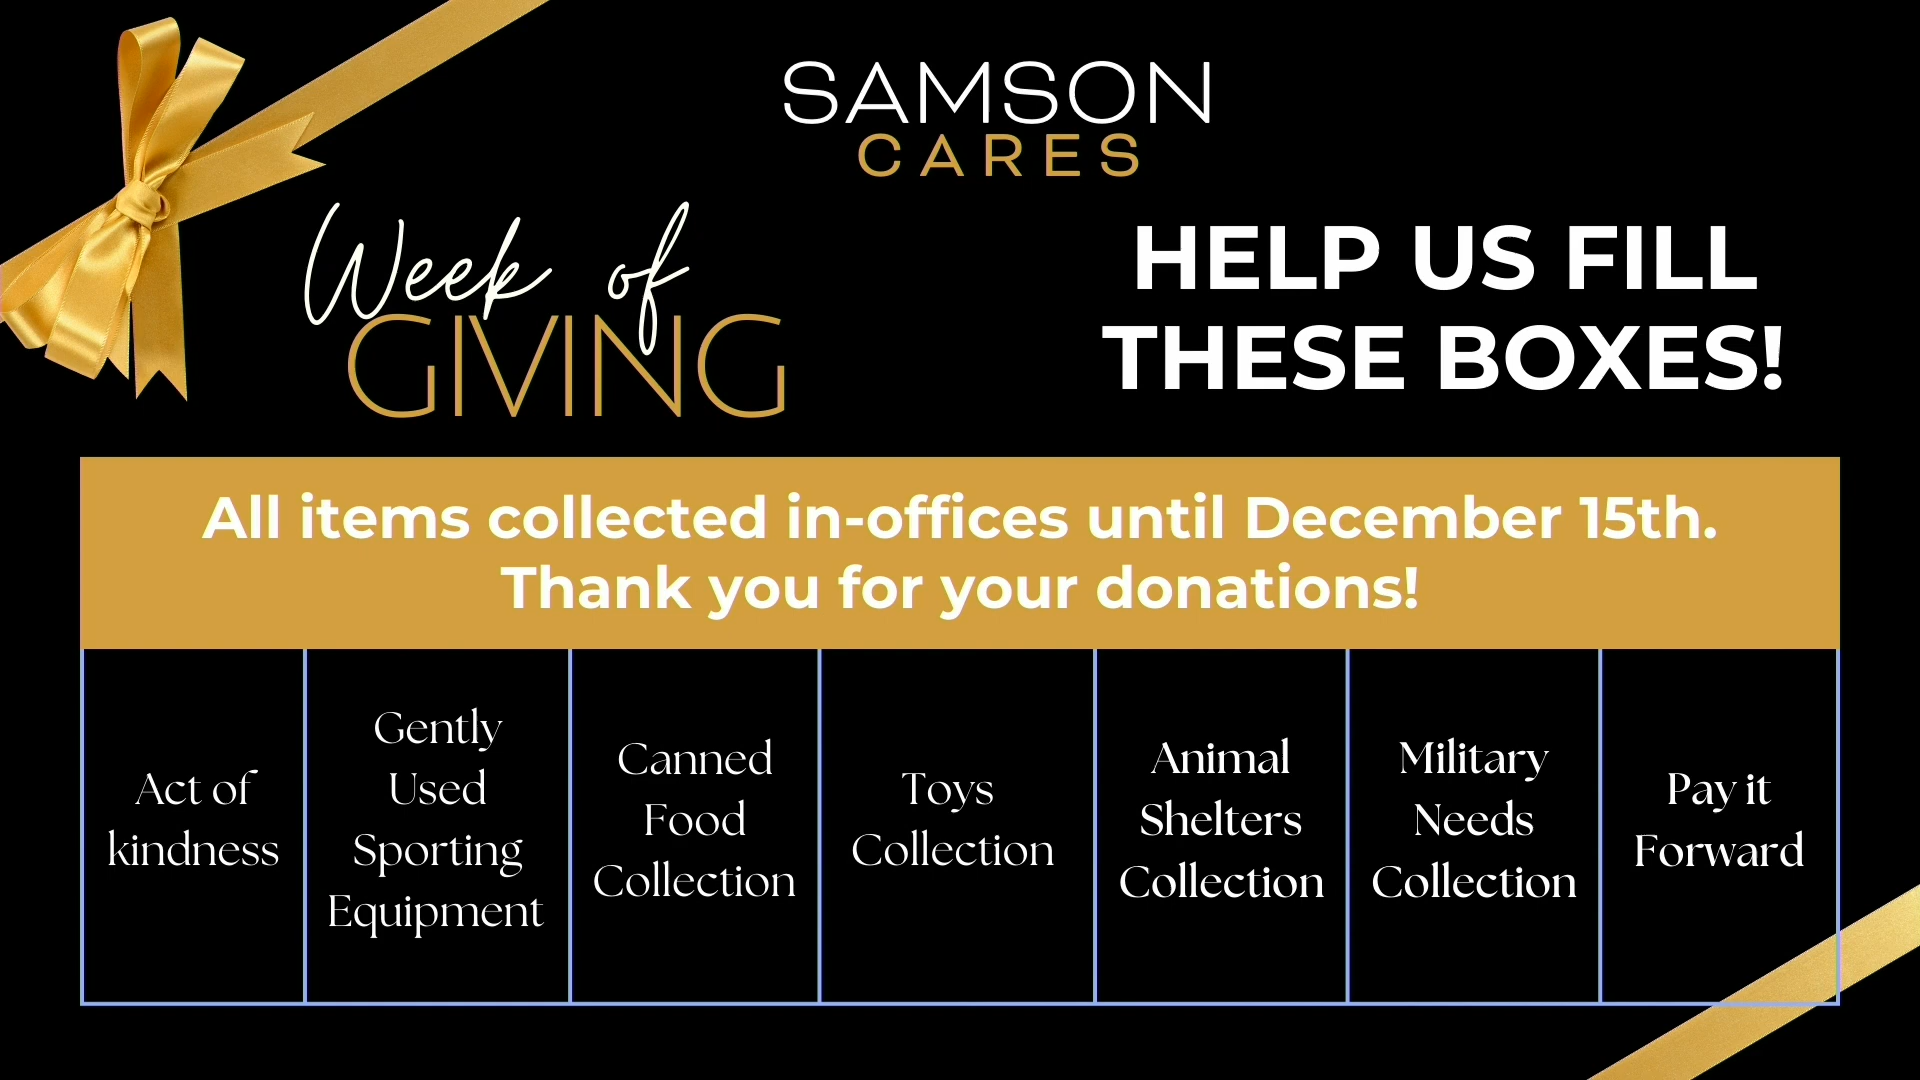 SAMSON
CARES
Week of
GIVING
HELP US FILL
THESE BOXES!
All items collected in-offices until December 15th.
Thank you for your donations!
Act of
kindness
Gently
Used
Sporting
Equipment
Canned
Food
Collection
Toys
Collection
Animal
Shelters
Collection
Military
Needs
Collection
Pay it
Forward